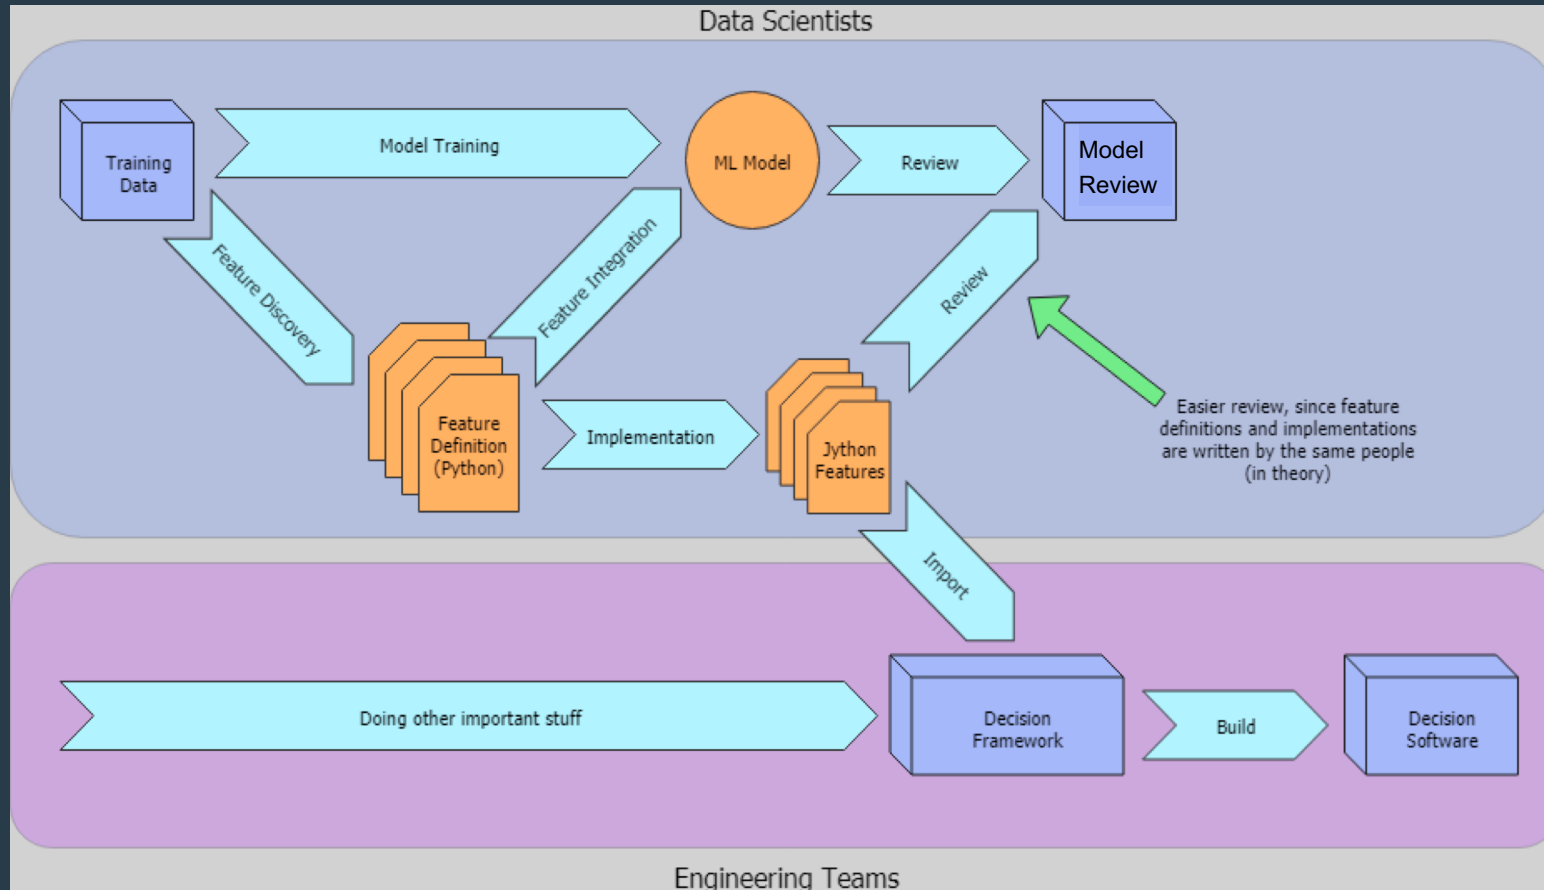 Data Scientists
Training
Data
Model Training
ML Model
Review
Model
Review
Feature Discovery
Feature Integration
Review
Feature
Definition
(Python)
Implementation
Jython
Features
Easier review, since feature
definitions and implementations
are written by the same people
(in theory)
Import
Doing other important stuff
Decision
Framework
Build
Decision
Software
Engineering Teams